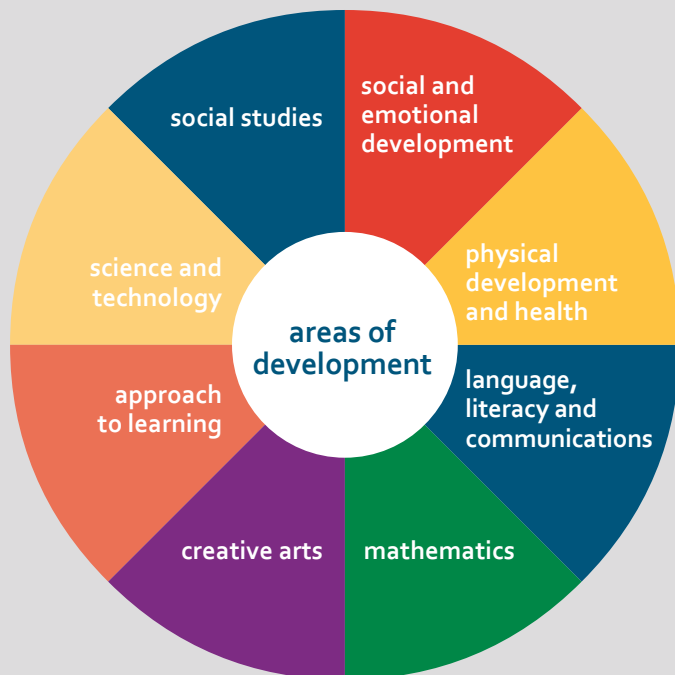 areas of
development
social and
emotional
development
physical
development
and health
language,
literacy and
communications
mathematics
creative arts
approach
to learning
science and
technology
social studies